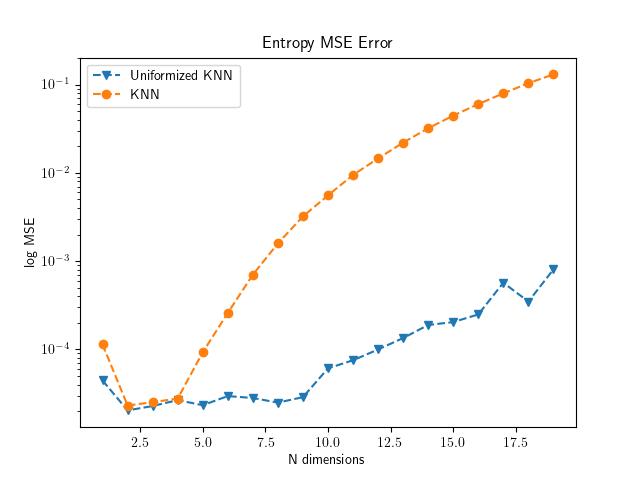 Entropy MSE Error
Uniformized KNN
KNN
log MSE
10⁻¹
10⁻²
10⁻³
10⁻⁴
2.5 5.0 7.5 10.0 12.5 15.0 17.5
N dimensions